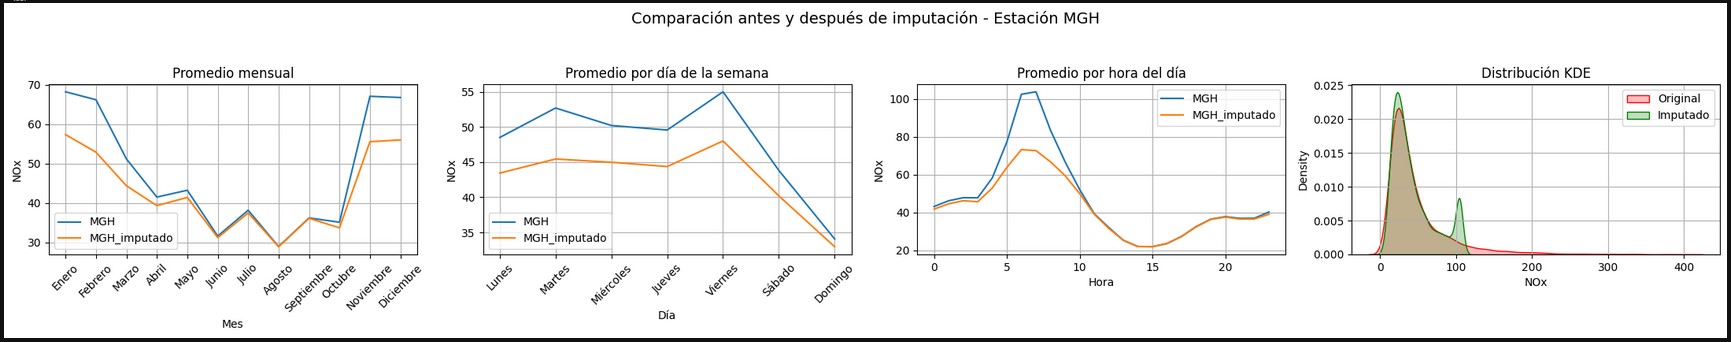 Comparación antes y después de imputación - Estación MGH
Promedio mensual
70
60
50
40
30
NOx
MGH
MGH_imputado
Enero
Febrero
Marzo
Abril
Mayo
Junio
Julio
Agosto
Septiembre
Octubre
Noviembre
Diciembre
Mes
Promedio por día de la semana
55
50
45
40
35
NOx
MGH
MGH_imputado
Lunes
Martes
Miércoles
Jueves
Viernes
Sábado
Domingo
Día
Promedio por hora del día
100
80
60
40
20
NOx
MGH
MGH_imputado
0
5
10
15
20
Hora
Distribución KDE
0.025
0.020
0.015
0.010
0.005
0.000
Density
Original
Imputado
0
100
200
300
400
NOx